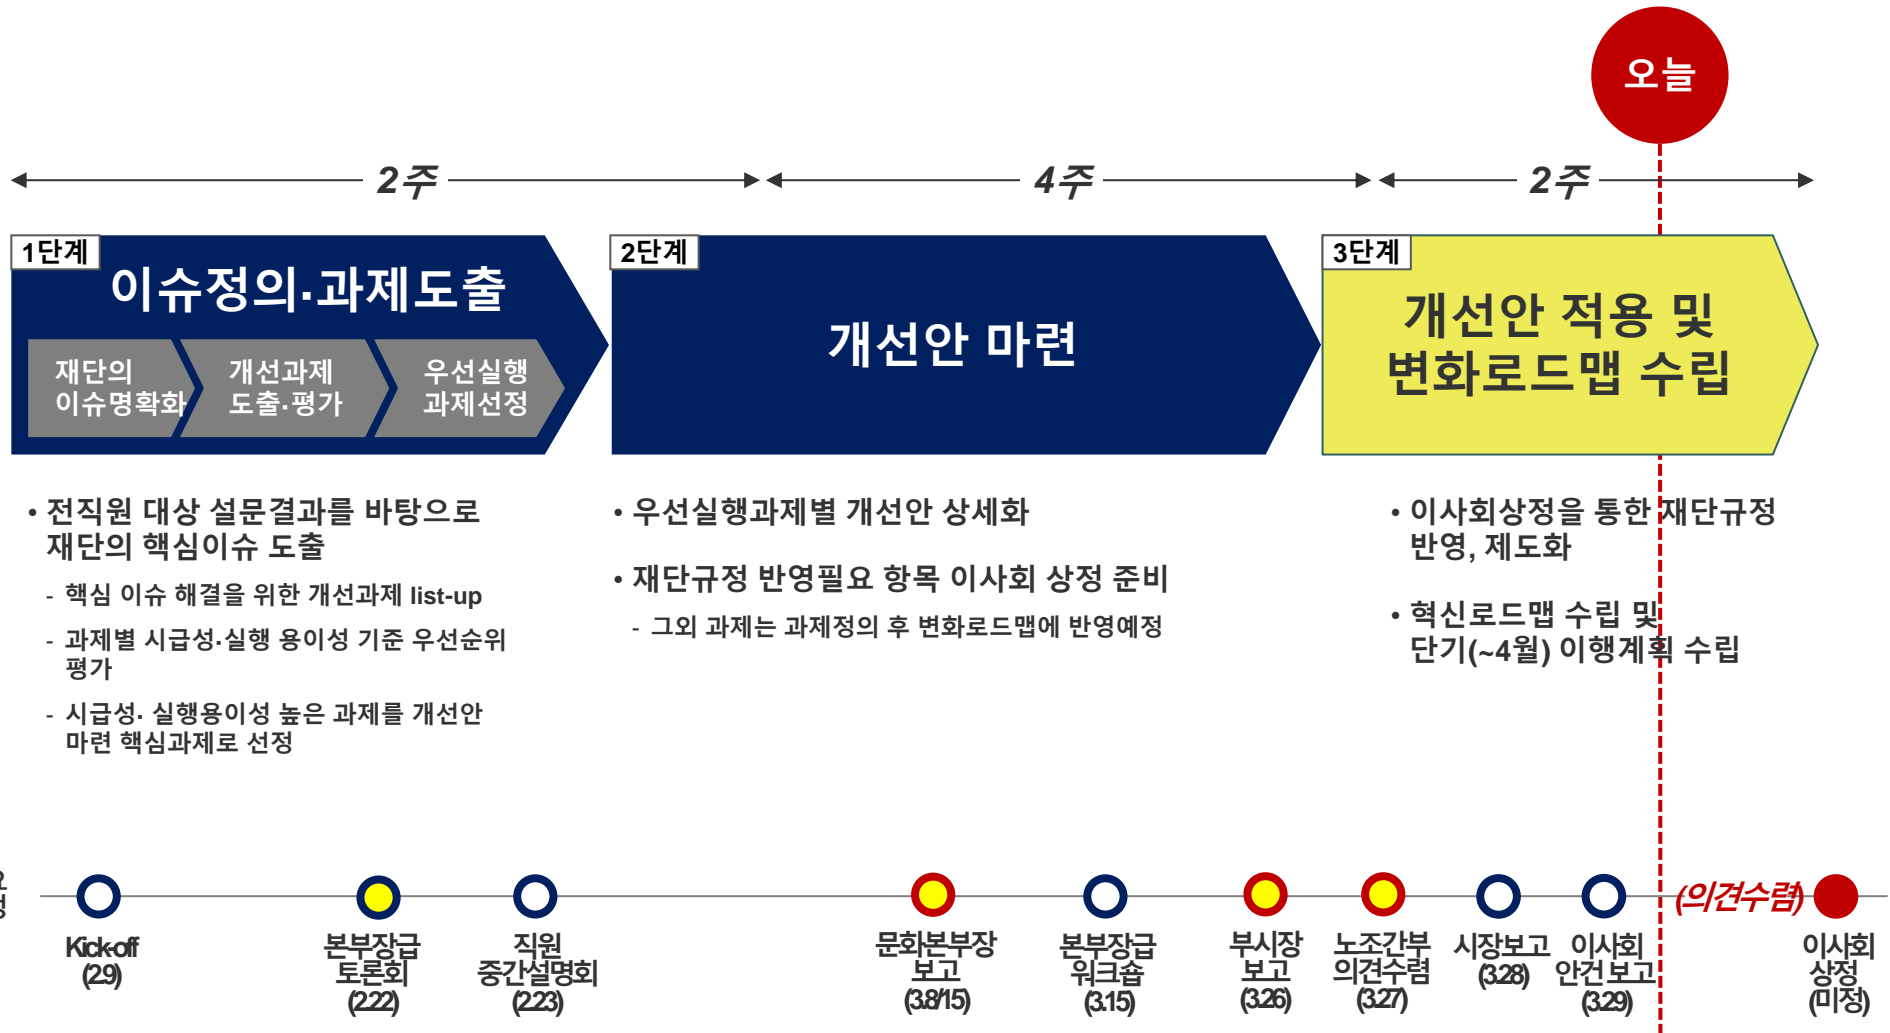 오늘
2주
4주
2주
1단계
이슈정의·과제도출
재단의
이슈명확화
개선과제
도출·평가
우선실행
과제선정
2단계
개선안 마련
3단계
개선안 적용 및
변화로드맵 수립
• 전직원 대상 설문결과를 바탕으로
재단의 핵심이슈 도출
- 핵심 이슈 해결을 위한 개선과제 list-up
- 과제별 시급성·실행 용이성 기준 우선순위
평가
- 시급성· 실행용이성 높은 과제를 개선안
마련 핵심과제로 선정
• 우선실행과제별 개선안 상세화
• 재단규정 반영필요 항목 이사회 상정 준비
- 그외 과제는 과제정의 후 변화로드맵에 반영예정
• 이사회상정을 통한 재단규정
반영, 제도화
• 혁신로드맵 수립 및
단기(~4월) 이행계획 수립
Kick-off
(2.9)
본부장급
토론회
(2.22)
직원
중간설명회
(2.23)
문화본부장
보고
(3.8/15)
본부장급
워크숍
(3.15)
부시장
보고
(3.26)
노조간부
의견수렴
(3.27)
시장보고
(3.28)
이사회
안건 보고
(3.29)
(의견수렴)
이사회
상정
(미정)